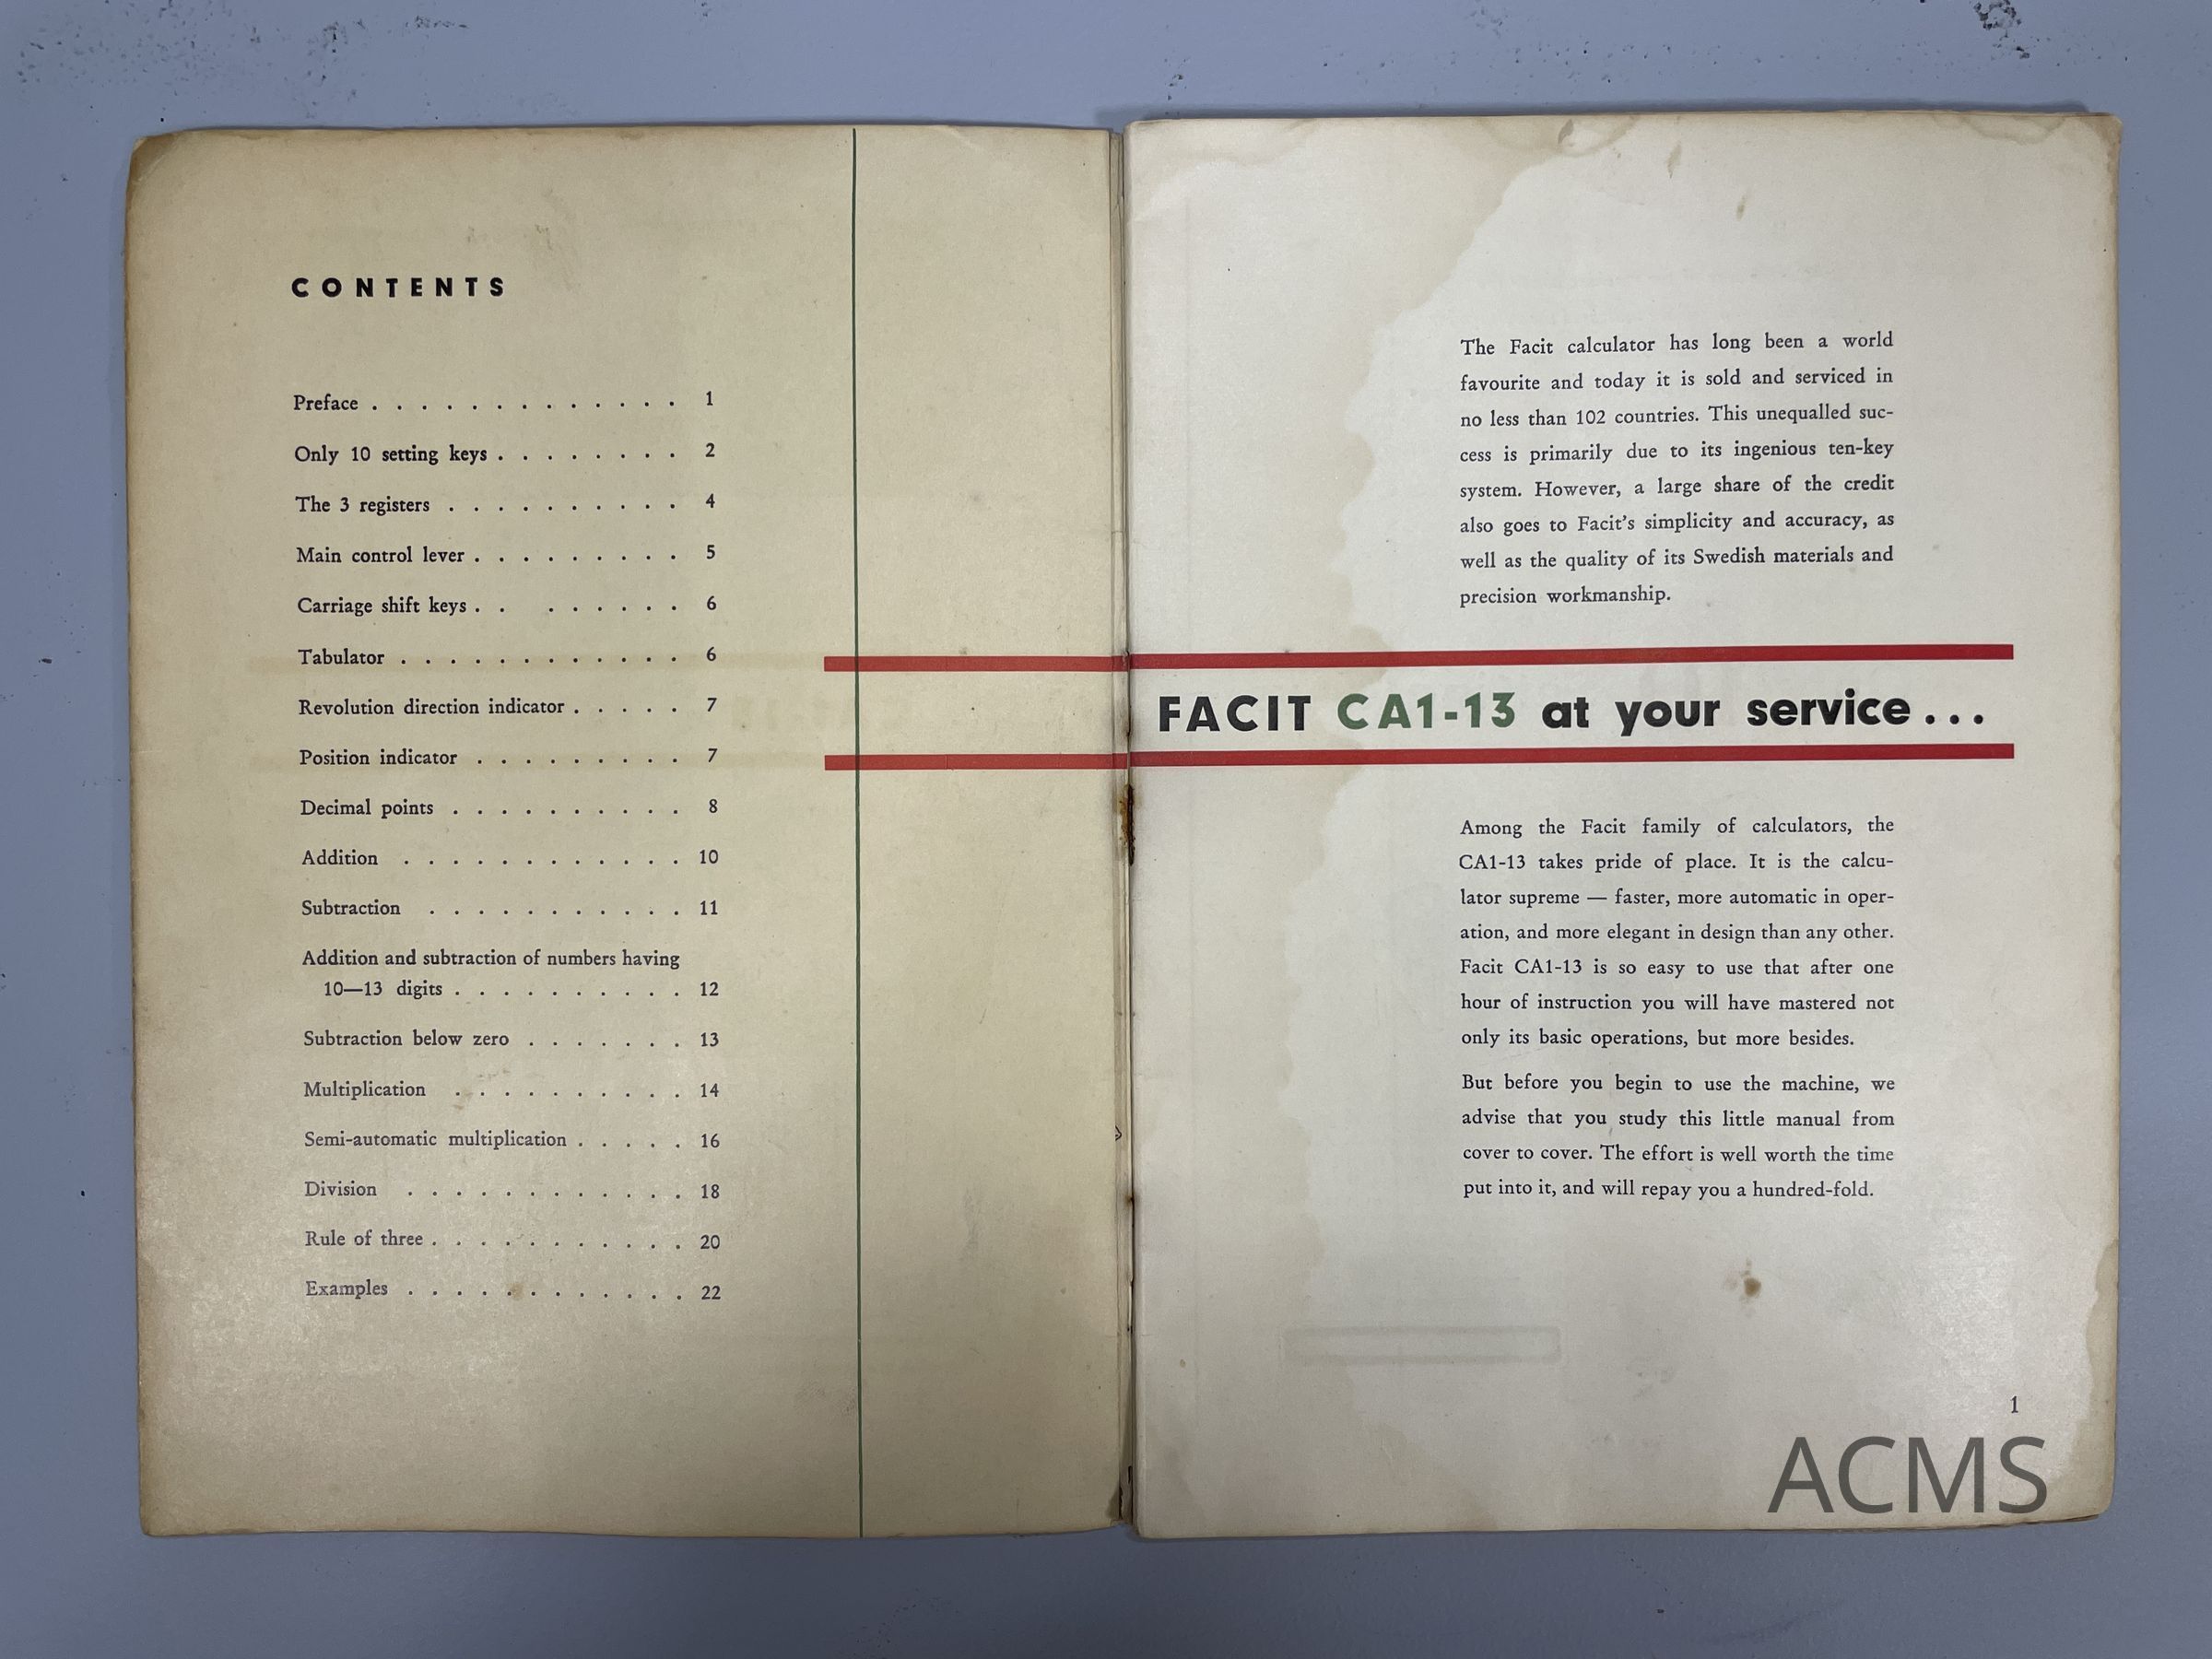 CONTENTS
Preface . . . . . . . . . . . . . 1
Only 10 setting keys . . . . . . . . 2
The 3 registers . . . . . . . . . . 4
Main control lever . . . . . . . . . 5
Carriage shift keys . . . . . . . . 6
Tabulator . . . . . . . . . . . . 6
Revolution direction indicator . . . . . 7
Position indicator . . . . . . . . . 7
Decimal points . . . . . . . . . . 8
Addition . . . . . . . . . . . . 10
Subtraction . . . . . . . . . . . 11
Addition and subtraction of numbers having
10—13 digits . . . . . . . . . . 12
Subtraction below zero . . . . . . . 13
Multiplication . . . . . . . . . . 14
Semi-automatic multiplication . . . . . 16
Division . . . . . . . . . . . . 18
Rule of three . . . . . . . . . . . 20
Examples . . . . . . . . . . . . 22
The Facit calculator has long been a world
favourite and today it is sold and serviced in
no less than 102 countries. This unequalled suc-
cess is primarily due to its ingenious ten-key
system. However, a large share of the credit
also goes to Facit's simplicity and accuracy, as
well as the quality of its Swedish materials and
precision workmanship.
FACIT CA1-13 at your service...
Among the Facit family of calculators, the
CA1-13 takes pride of place. It is the calcu-
lator supreme — faster, more automatic in oper-
ation, and more elegant in design than any other.
Facit CA1-13 is so easy to use that after one
hour of instruction you will have mastered not
only its basic operations, but more besides.
But before you begin to use the machine, we
advise that you study this little manual from
cover to cover. The effort is well worth the time
put into it, and will repay you a hundred-fold.
1
ACMS